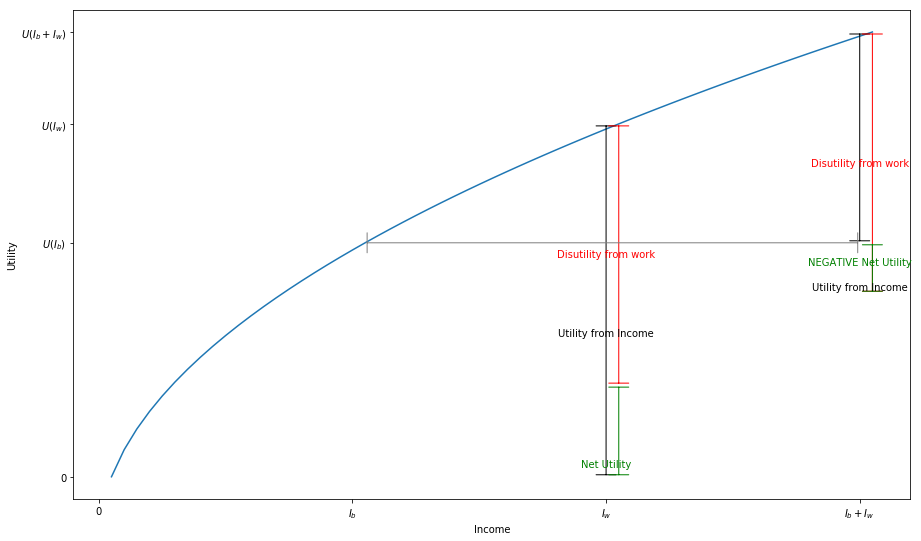 U(I_b + I_w)
U(I_w)
Disutility from work
U(I_b)
Disutility from work
NEGATIVE Net Utility
Utility from Income
Utility from Income
Net Utility
0
Utility
0
I_b
I_w
I_b + I_w
Income